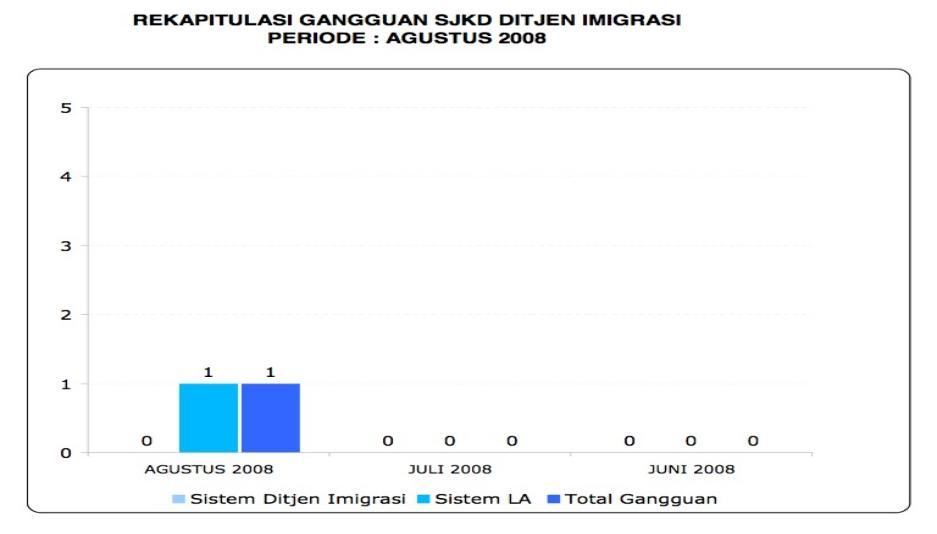 REKAPITULASI GANGGUAN SJKD DITJEN IMIGRASI
PERIODE : AGUSTUS 2008
5
4
3
2
1
0
0 1 1 0 0 0 0 0 0
AGUSTUS 2008 JULI 2008 JUNI 2008
Sistem Ditjen Imigrasi Sistem LA Total Gangguan